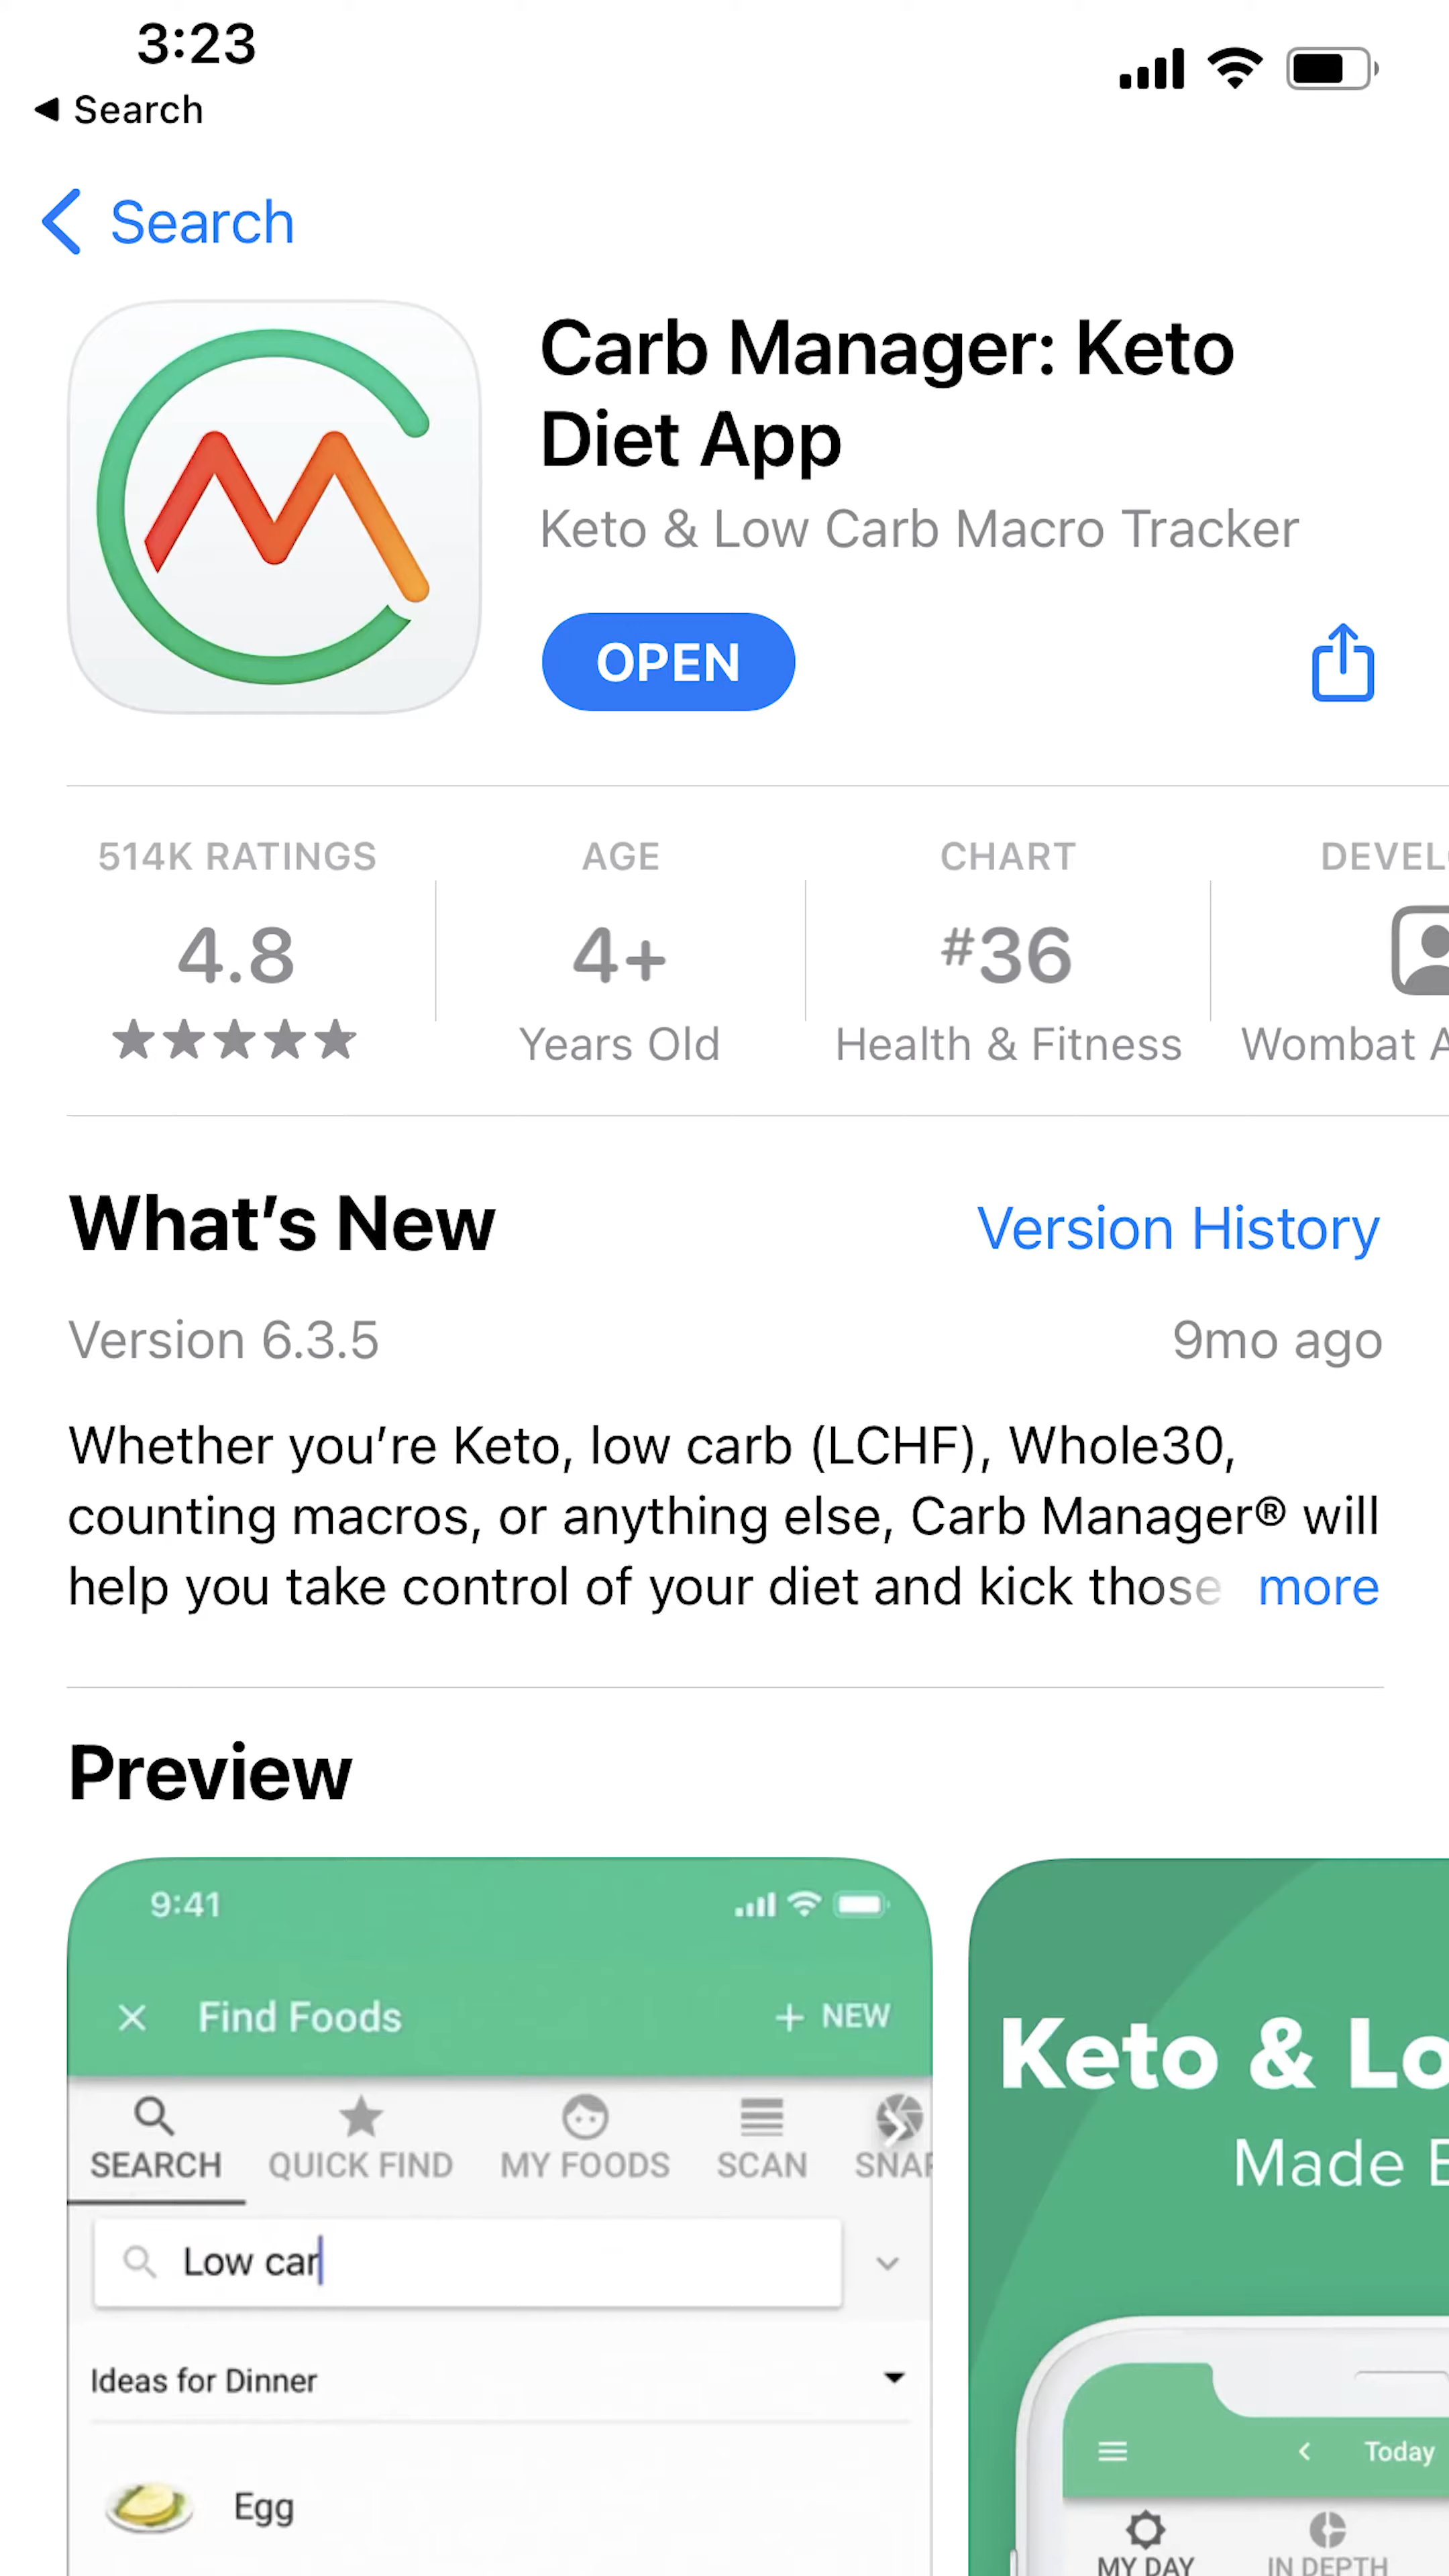 3:23
Search
Search
Carb Manager: Keto
Diet App
Keto & Low Carb Macro Tracker
OPEN
514K RATINGS
4.8
AGE
4+
Years Old
CHART
#36
Health & Fitness
DEVELO
Wombat A
What’s New
Version History
Version 6.3.5
9mo ago
Whether you’re Keto, low carb (LCHF), Whole30,
counting macros, or anything else, Carb Manager® will
help you take control of your diet and kick those more
Preview
9:41
Find Foods
+ NEW
SEARCH
QUICK FIND
MY FOODS
SCAN
SNAP
Low car
Ideas for Dinner
Egg
Keto & Lo
Made E
Today
MY DAY
IN DEPTH